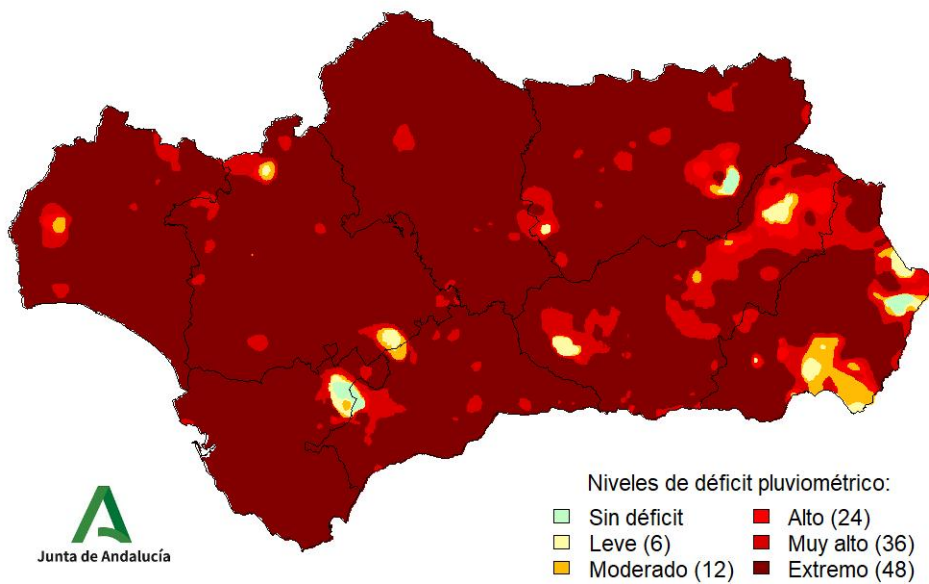 Niveles de déficit pluviométrico:
Sin déficit
Leve (6)
Moderado (12)
Alto (24)
Muy alto (36)
Extremo (48)
Junta de Andalucía